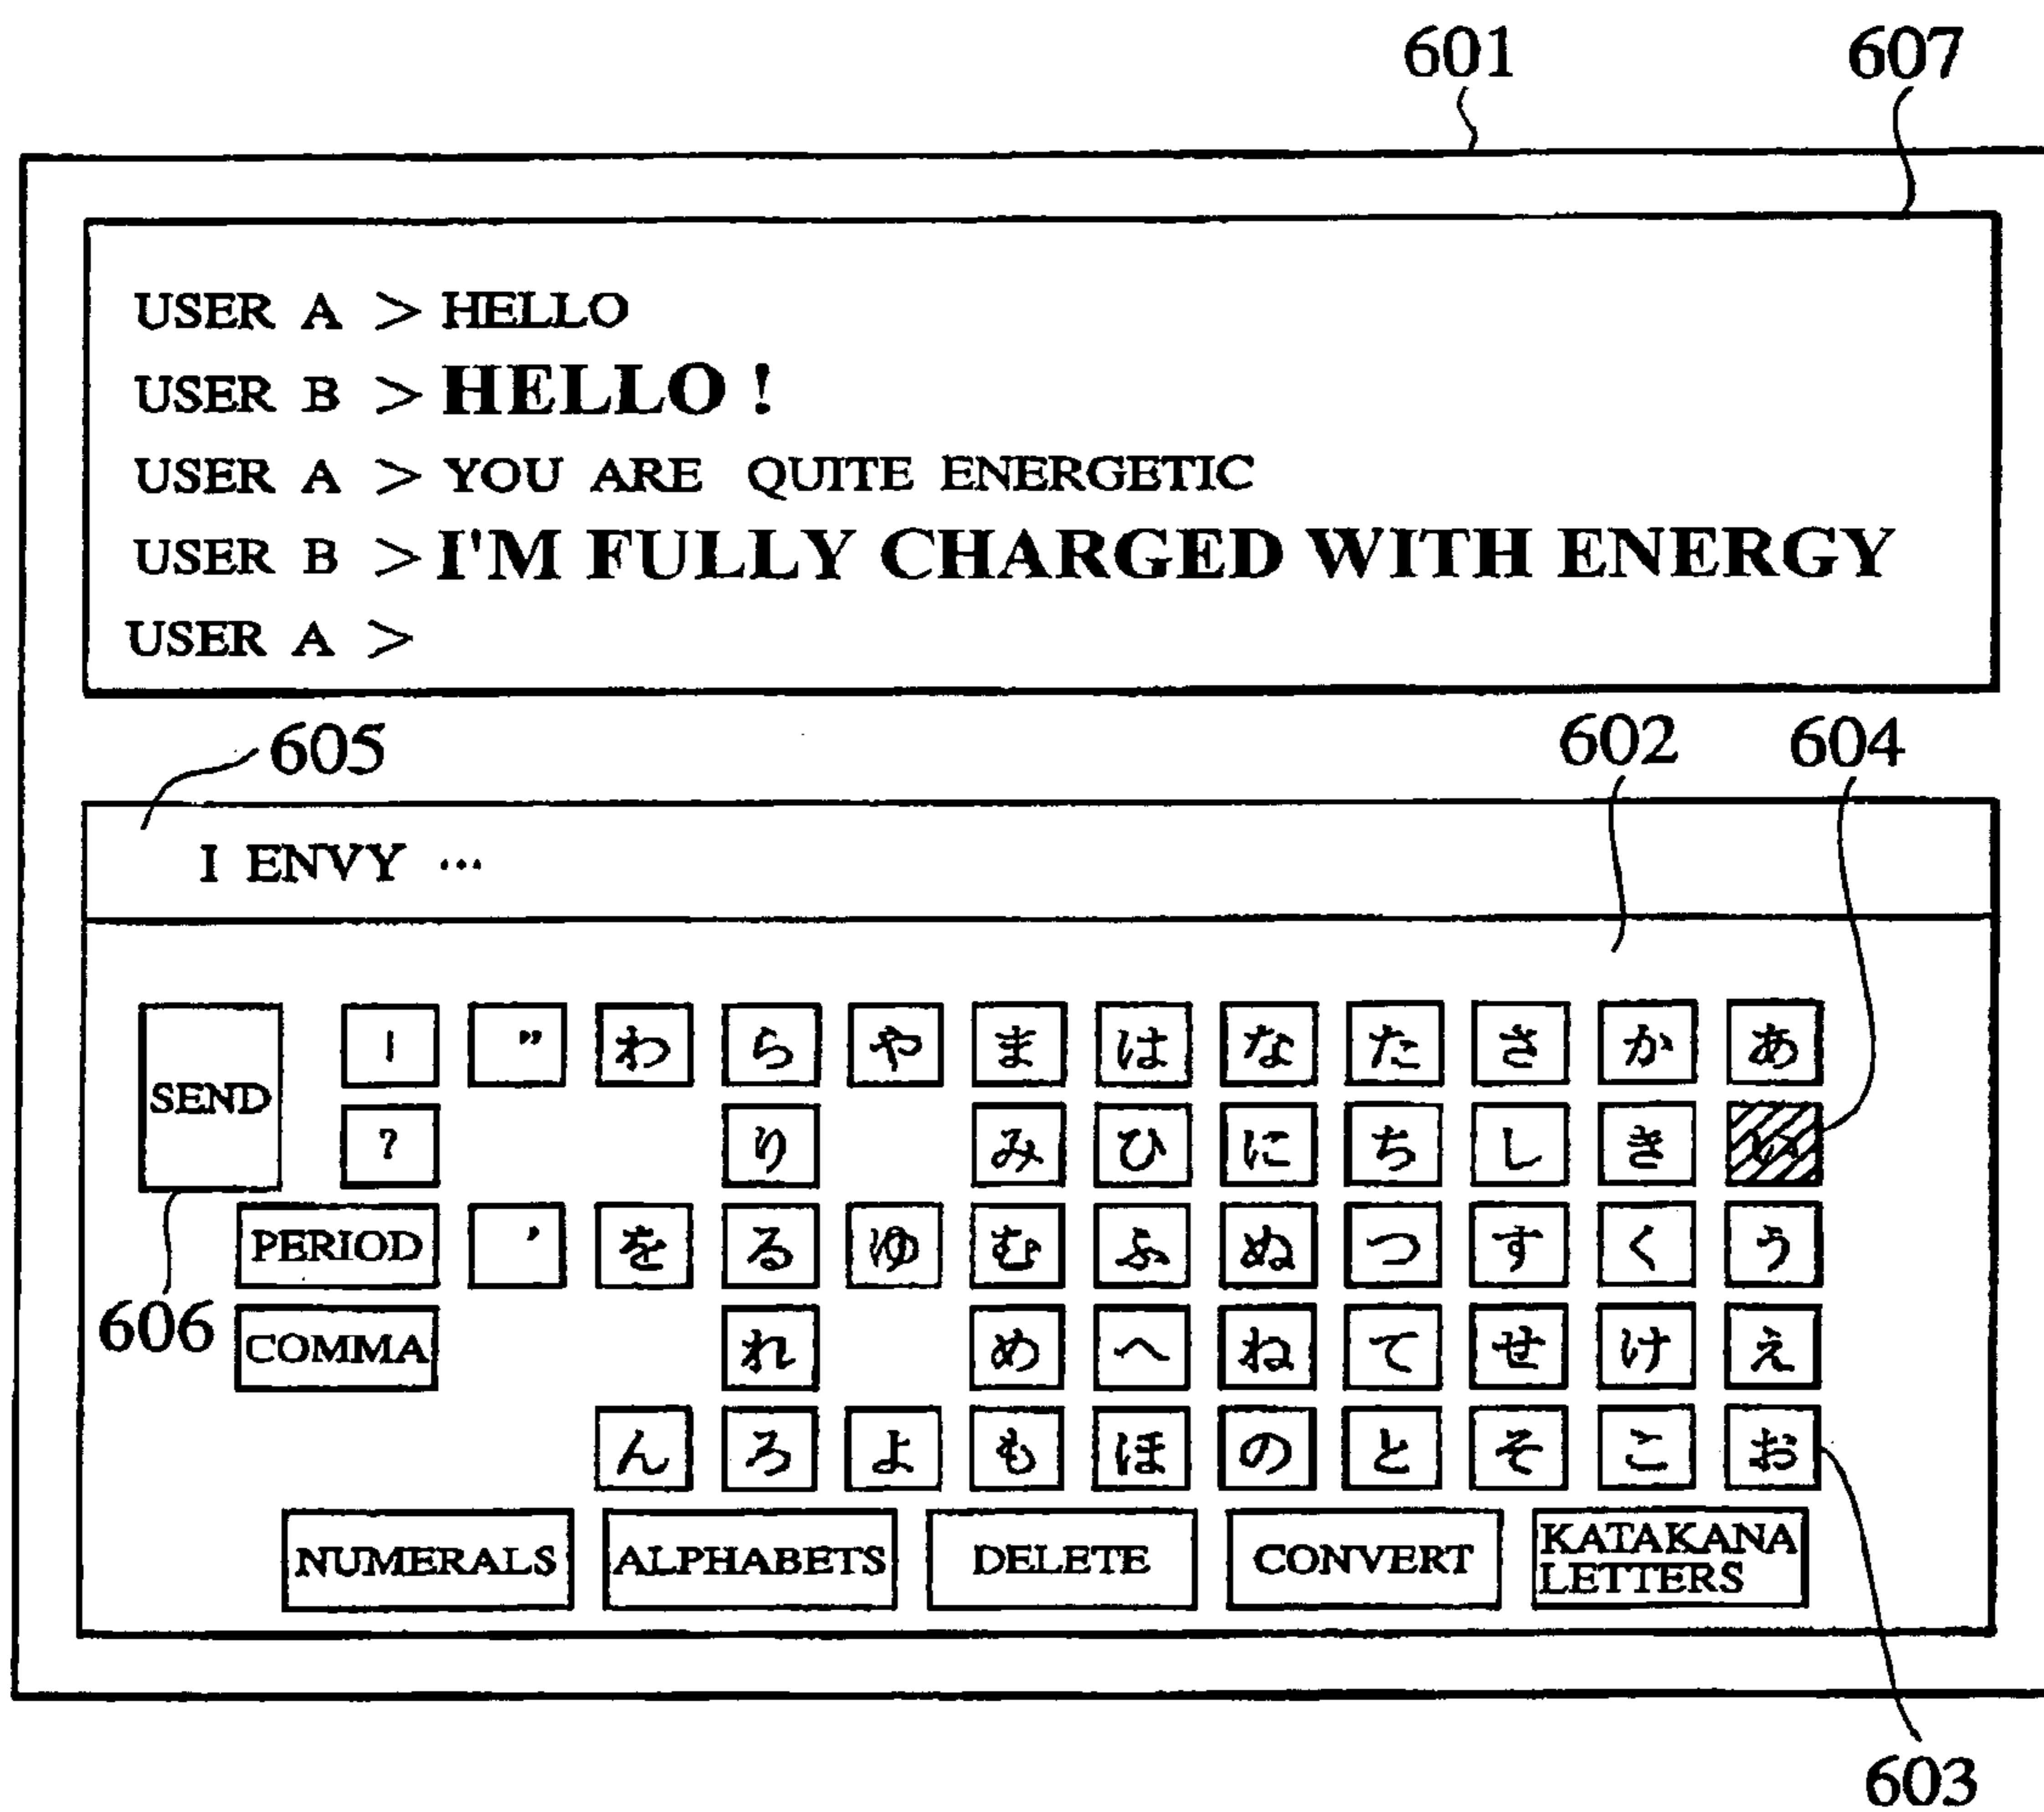 601 607
USER A > HELLO
USER B > HELLO !
USER A > YOU ARE QUITE ENERGETIC
USER B > I'M FULLY CHARGED WITH ENERGY
USER A >
605 602 604
I ENVY …
SEND ー ” わ ら や ま は な た さ か あ
? り み ひ に ち し き い
PERIOD ’ を る ゆ む ふ ぬ つ す く う
606 COMMA れ め へ ね て せ け え
ん ろ よ も ほ の と そ こ お
NUMERALS ALPHABETS DELETE CONVERT KATAKANA
LETTERS
603